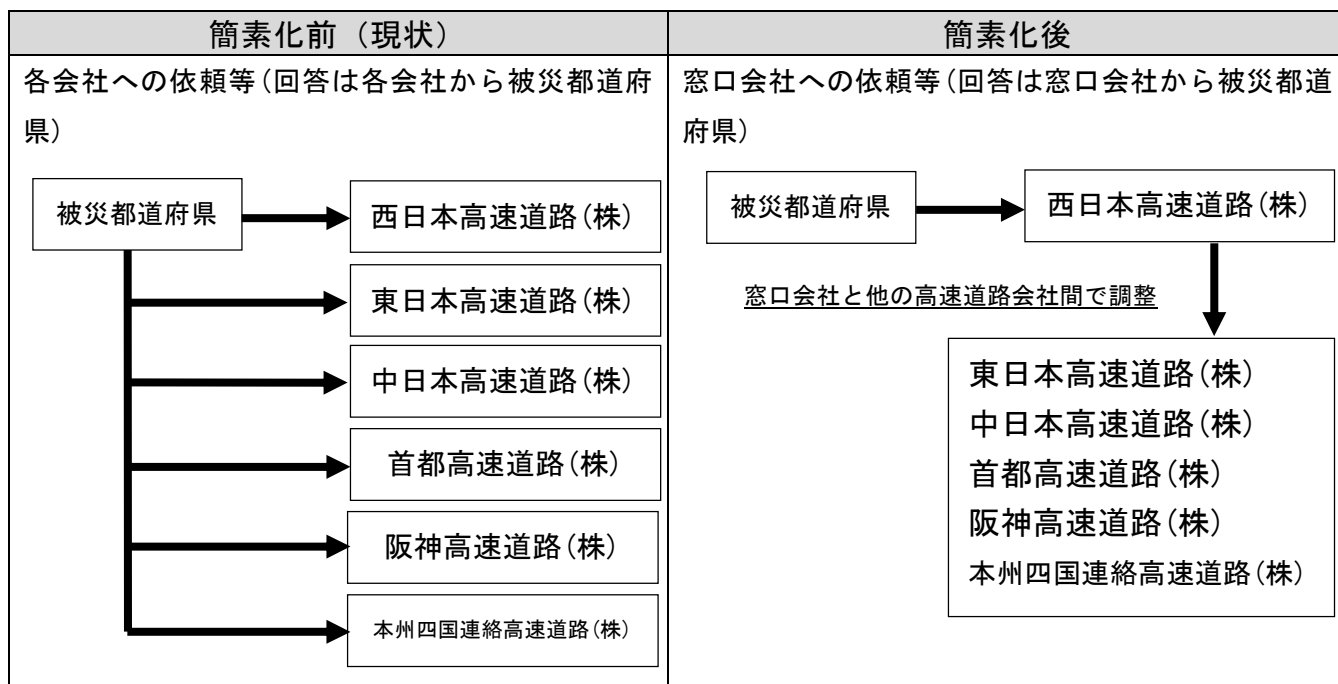 簡素化前（現状）
各会社への依頼等(回答は各会社から被災都道府
県)
被災都道府県
西日本高速道路(株)
東日本高速道路(株)
中日本高速道路(株)
首都高速道路(株)
阪神高速道路(株)
本州四国連絡高速道路(株)
簡素化後
窓口会社への依頼等(回答は窓口会社から被災都道
府県)
被災都道府県
西日本高速道路(株)
窓口会社と他の高速道路会社間で調整
東日本高速道路(株)
中日本高速道路(株)
首都高速道路(株)
阪神高速道路(株)
本州四国連絡高速道路(株)